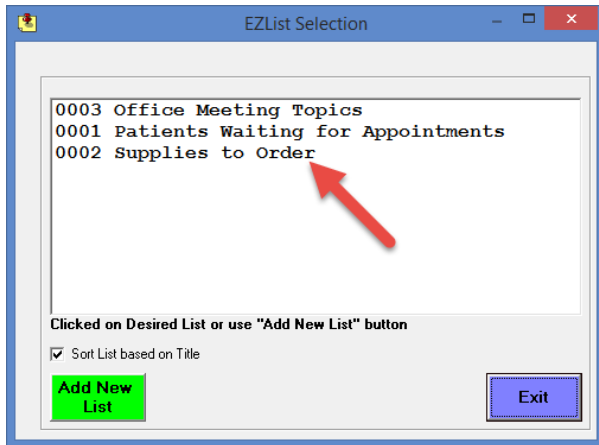 EZList Selection
0003 Office Meeting Topics
0001 Patients Waiting for Appointments
0002 Supplies to Order
Clicked on Desired List or use "Add New List" button
Sort List based on Title
Add New
List
Exit